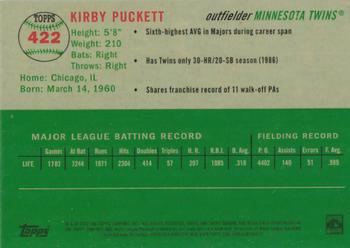 KIRBY PUCKETT
outfielder MINNESOTA TWINS®
TOPPS
422
Height: 5'8"
Weight: 210
Bats: Right
Throws: Right
Home: Chicago, IL
Born: March 14, 1960
• Sixth-highest AVG in Majors during career span
• Has Twins only 30-HR/20-SB season (1986)
• Shares franchise record of 11 walk-off PAs
MAJOR LEAGUE BATTING RECORD FIELDING RECORD
Games At Bat Runs Hits Doubles Triples H.R. R.B.I. B. Avg. P.O. Assists Errors F. Avg.
LIFE. 1783 7244 1071 2304 414 57 207 1085 .318 4402 140 51 .989
Topps